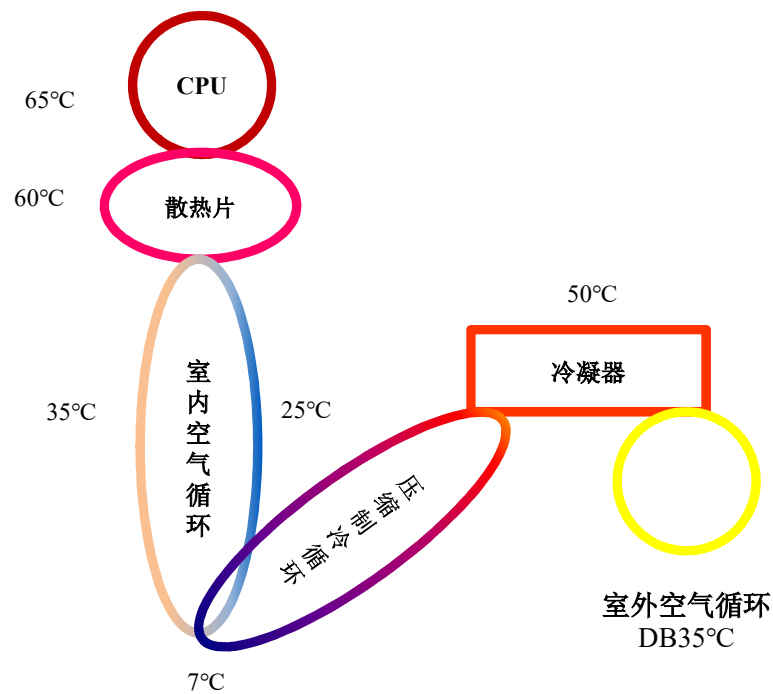 CPU
65℃
60℃
散热片
50℃
冷凝器
室内空气循环
35℃
25℃
压缩制冷循环
室外空气循环
DB35℃
7℃